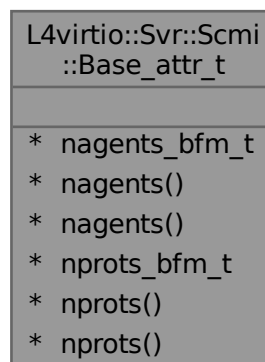 L4virtio::Svr::Scmi
::Base_attr_t
* nagents_bfm_t
* nagents()
* nagents()
* nprots_bfm_t
* nprots()
* nprots()